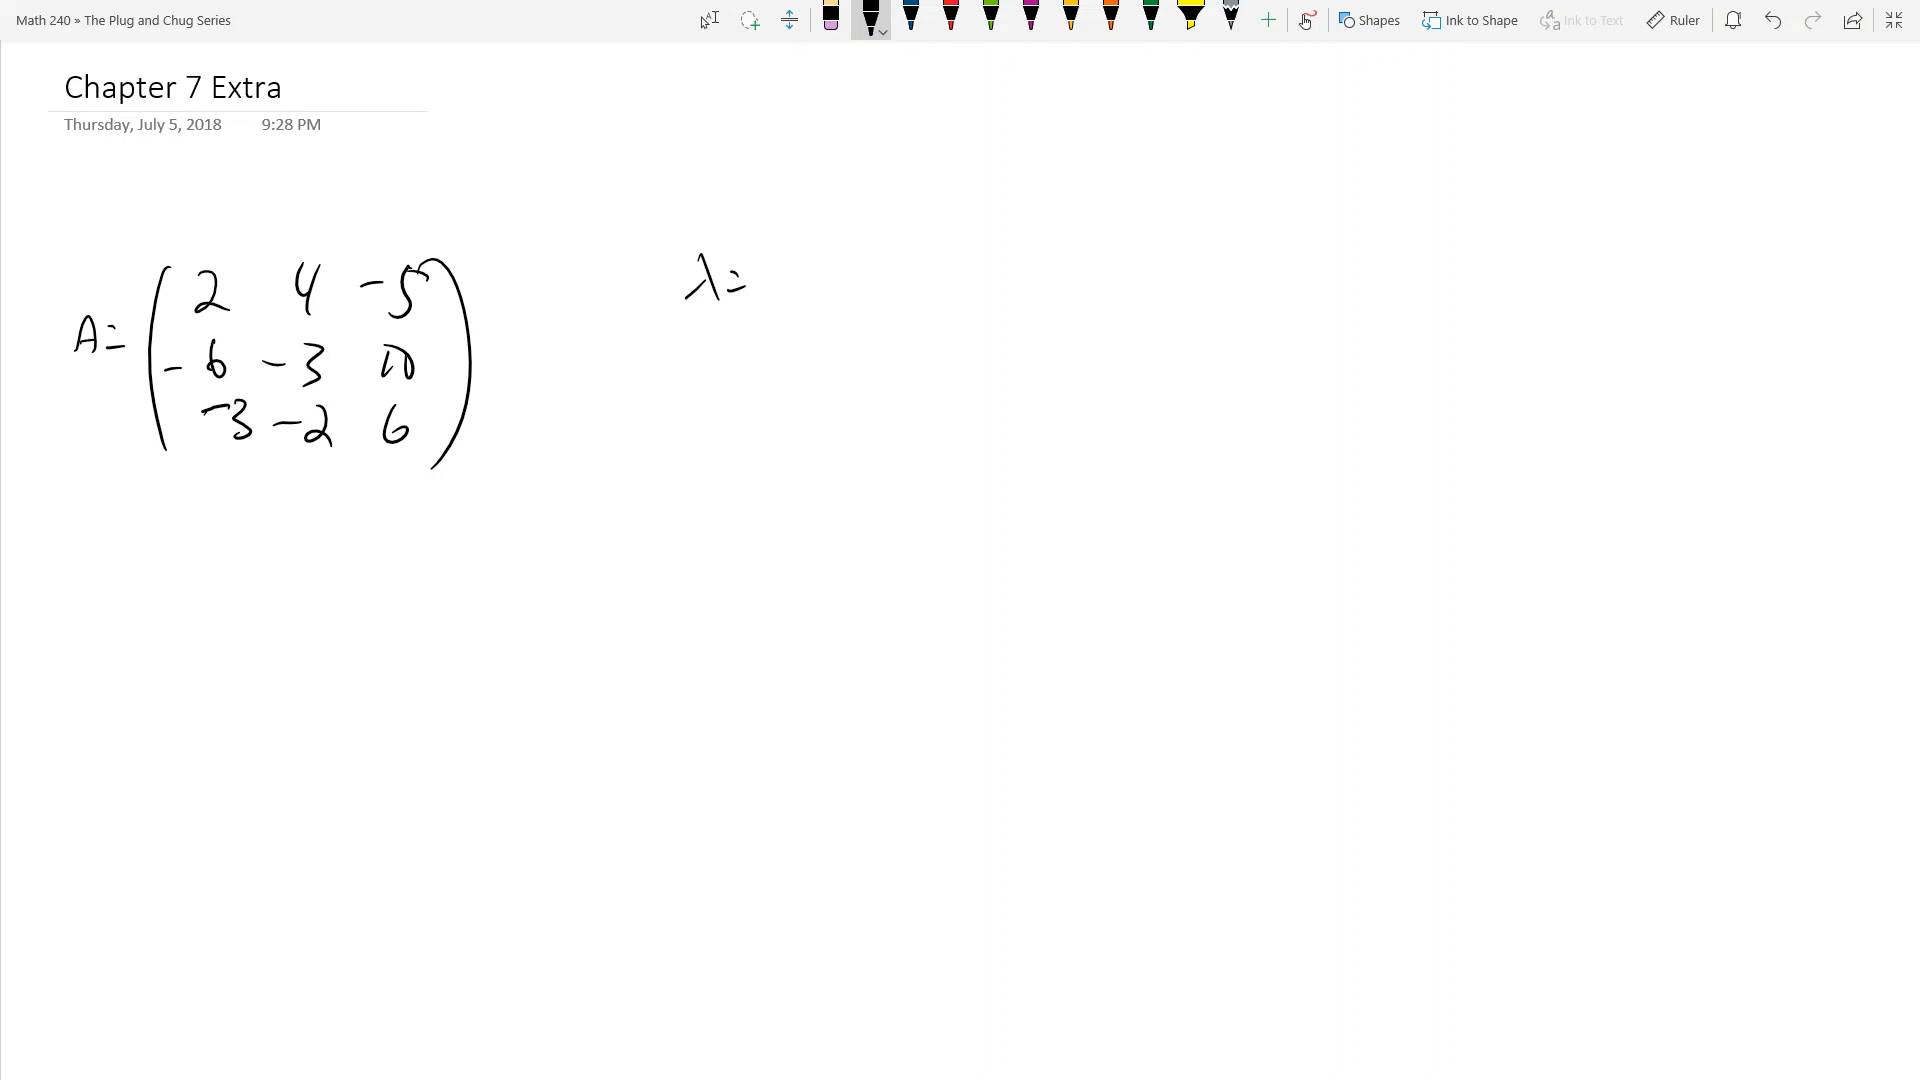 Math 240 » The Plug and Chug Series
Shapes
Ink to Shape
Ink to Text
Ruler
Chapter 7 Extra
Thursday, July 5, 2018 9:28 PM
2 4 -5
λ=
A=
-6 -3 10
-3 -2 6